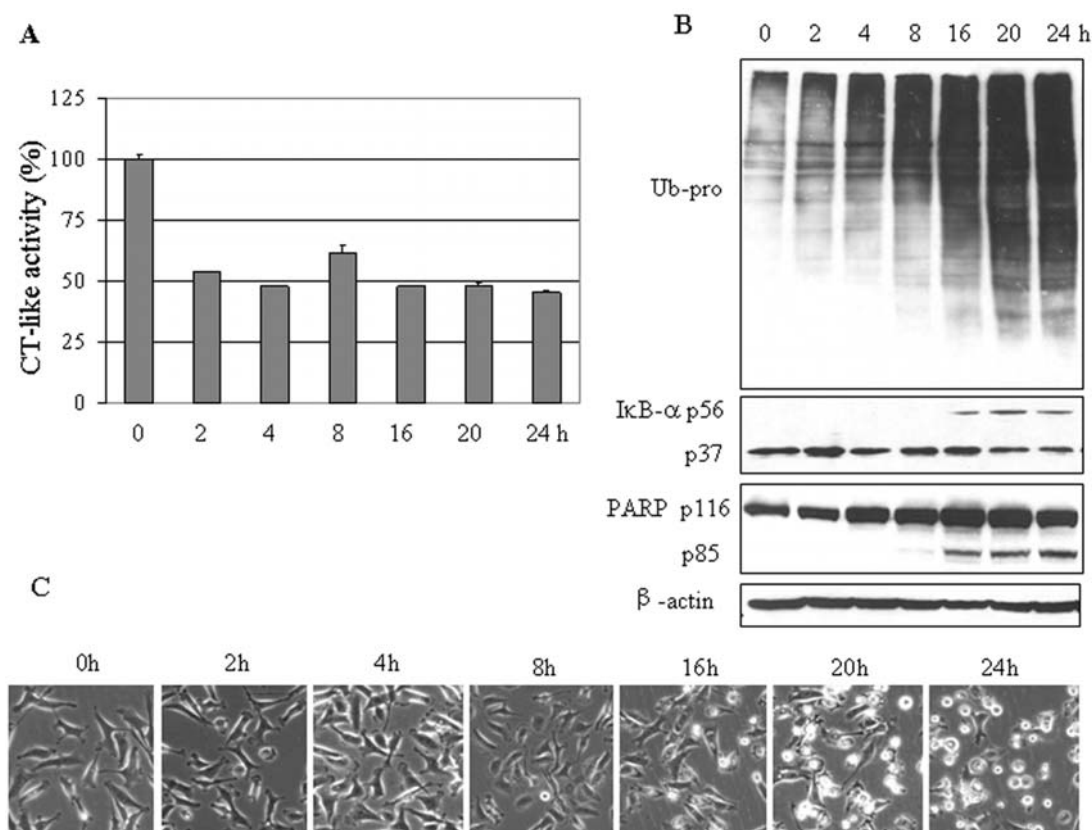 A
CT-like activity (%)
125
100
75
50
25
0
0 2 4 8 16 20 24 h
B
0 2 4 8 16 20 24 h
Ub-pro
IκB-α p56
p37
PARP p116
p85
β-actin
C
0h 2h 4h 8h 16h 20h 24h